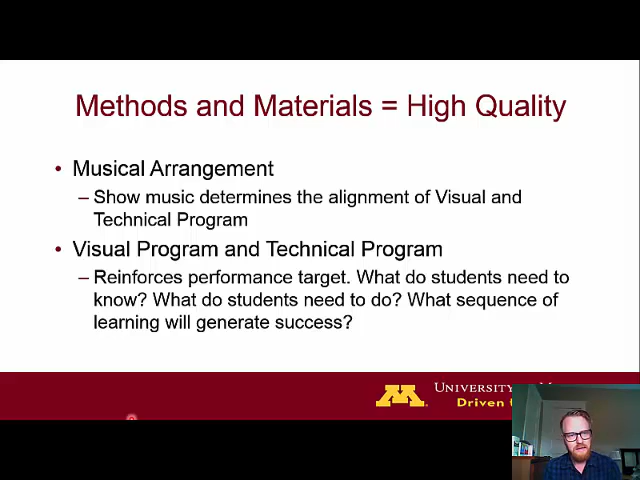 Methods and Materials = High Quality
• Musical Arrangement
– Show music determines the alignment of Visual and
Technical Program
• Visual Program and Technical Program
– Reinforces performance target. What do students need to
know? What do students need to do? What sequence of
learning will generate success?
M
UNIVERSITY
Driven